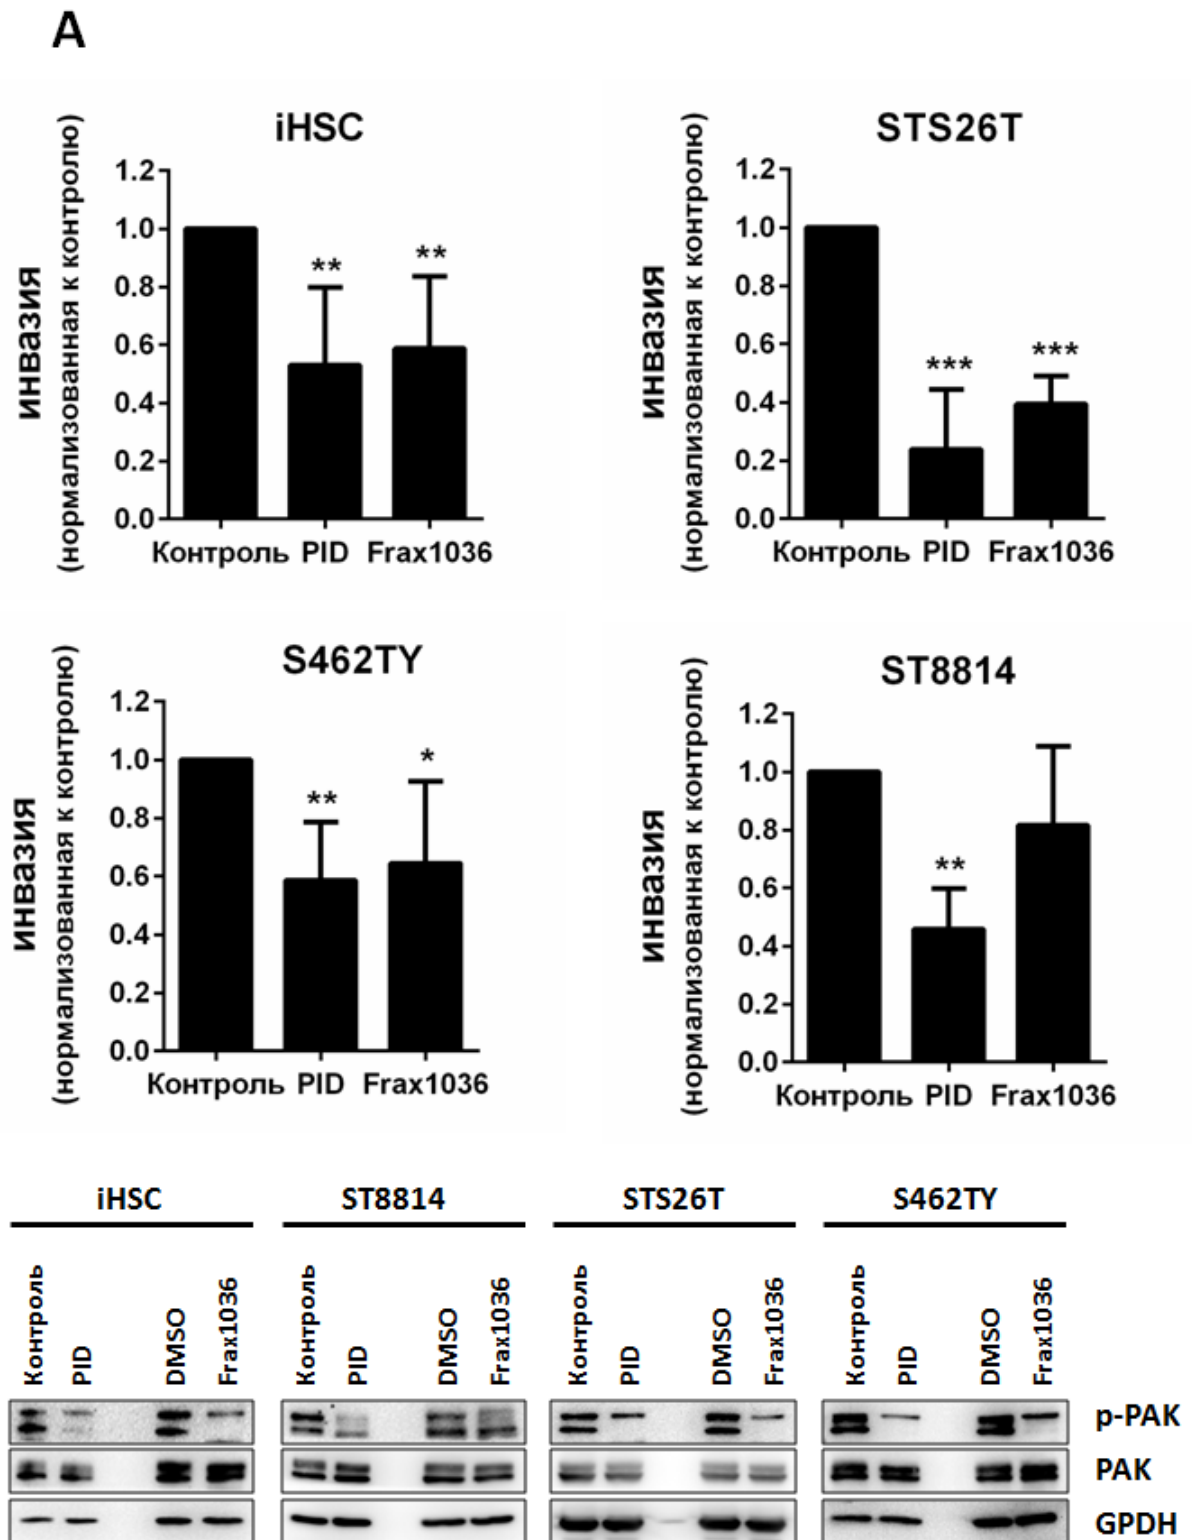 A
iHSC
ИНВАЗИЯ
(нормализованная к контролю)
1.2
1.0
0.8
0.6
0.4
0.2
0.0
**
**
Контроль PID Frax1036
STS26T
ИНВАЗИЯ
(нормализованная к контролю)
1.2
1.0
0.8
0.6
0.4
0.2
0.0
***
***
Контроль PID Frax1036
S462TY
ИНВАЗИЯ
(нормализованная к контролю)
1.2
1.0
0.8
0.6
0.4
0.2
0.0
**
*
Контроль PID Frax1036
ST8814
ИНВАЗИЯ
(нормализованная к контролю)
1.2
1.0
0.8
0.6
0.4
0.2
0.0
**
Контроль PID Frax1036
iHSC
ST8814
STS26T
S462TY
Контроль
PID
DMSO
Frax1036
Контроль
PID
DMSO
Frax1036
Контроль
PID
DMSO
Frax1036
Контроль
PID
DMSO
Frax1036
p-PAK
PAK
GPDH